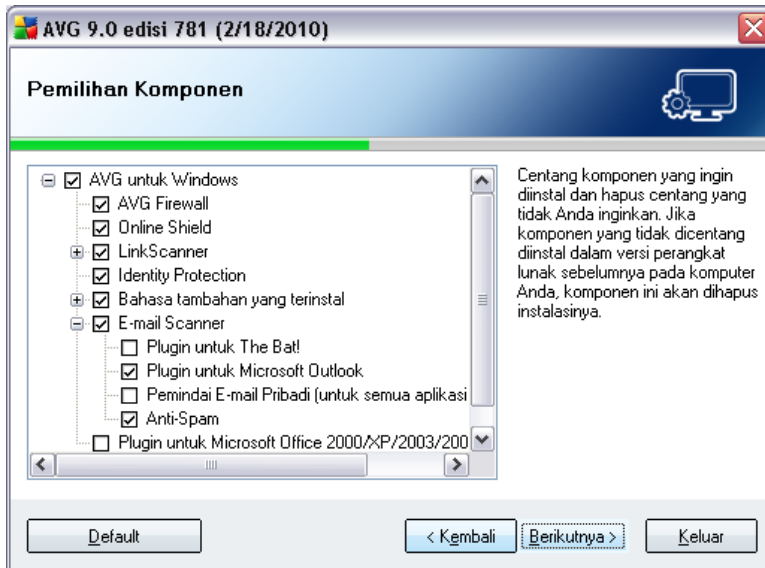 AVG 9.0 edisi 781 (2/18/2010)
Pemilihan Komponen
AVG untuk Windows
AVG Firewall
Online Shield
LinkScanner
Identity Protection
Bahasa tambahan yang terinstal
E-mail Scanner
Plugin untuk The Bat!
Plugin untuk Microsoft Outlook
Pemindai E-mail Pribadi (untuk semua aplikasi
Anti-Spam
Plugin untuk Microsoft Office 2000/XP/2003/200
Centang komponen yang ingin
diinstal dan hapus centang yang
tidak Anda inginkan. Jika
komponen yang tidak dicentang
diinstal dalam versi perangkat
lunak sebelumnya pada komputer
Anda, komponen ini akan dihapus
instalasinya.
Default
< Kembali
Berikutnya >
Keluar